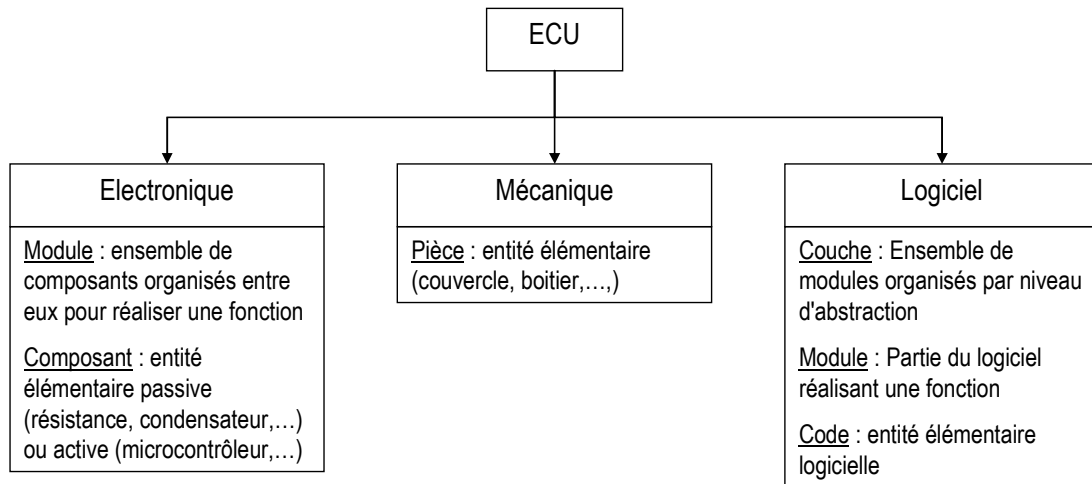 ECU
Electronique
Module : ensemble de
composants organisés entre
eux pour réaliser une fonction
Composant : entité
élémentaire passive
(résistance, condensateur,…)
ou active (microcontrôleur,…)
Mécanique
Pièce : entité élémentaire
(couvercle, boitier,…,)
Logiciel
Couche : Ensemble de
modules organisés par niveau
d'abstraction
Module : Partie du logiciel
réalisant une fonction
Code : entité élémentaire
logicielle